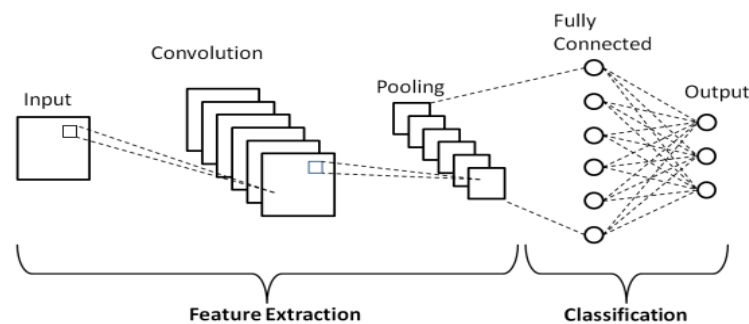 Input
Convolution
Pooling
Fully
Connected
Output
Feature Extraction
Classification